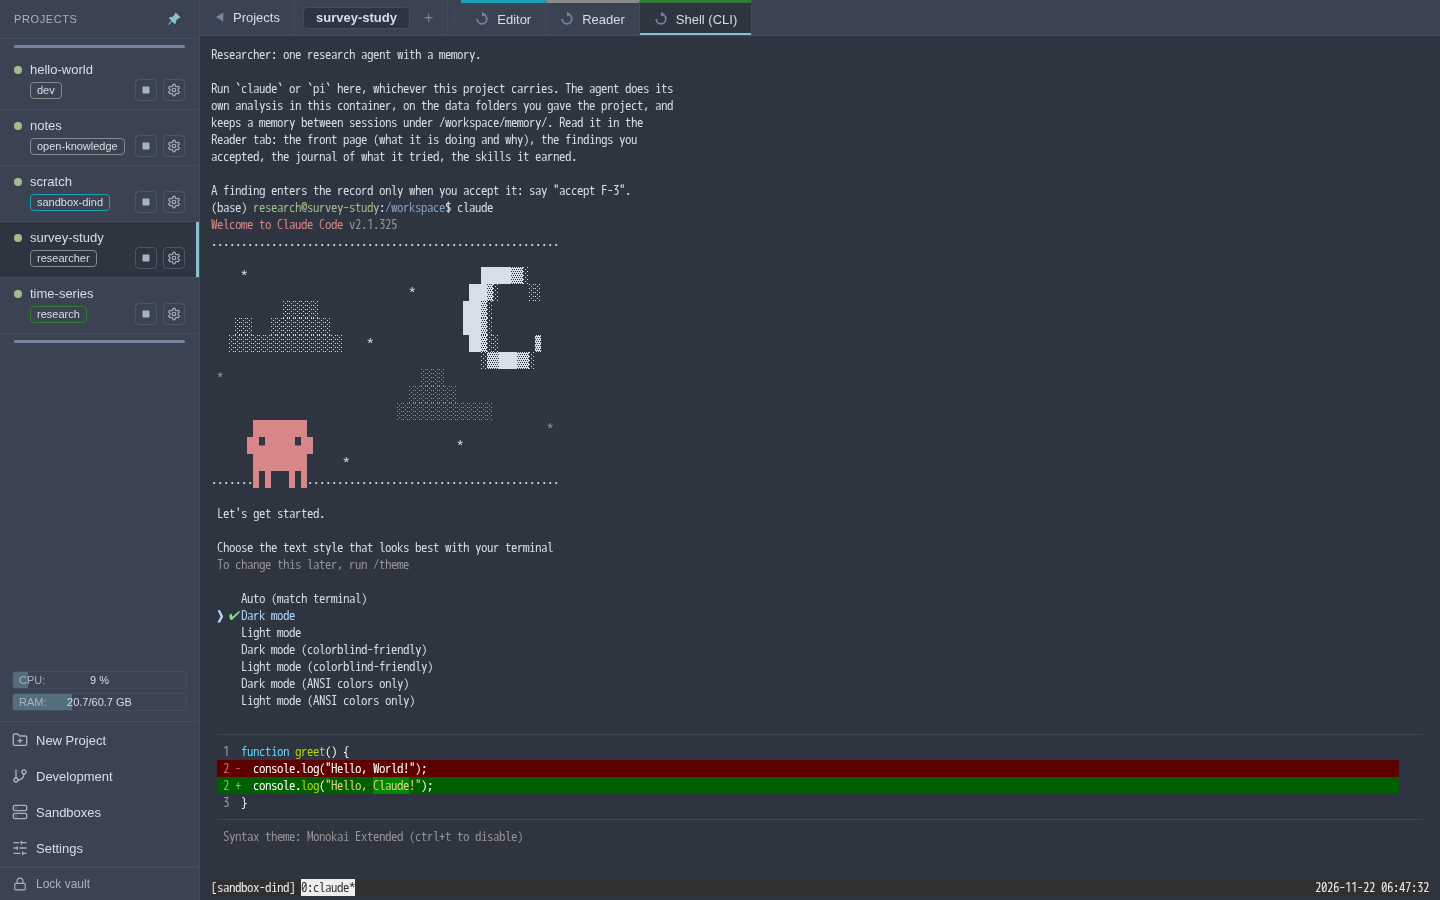 PROJECTS
hello-world
dev
notes
open-knowledge
scratch
sandbox-dind
survey-study
researcher
time-series
research
CPU: 9 %
RAM: 20.7/60.7 GB
New Project
Development
Sandboxes
Settings
Lock vault
Projects
survey-study
+
Editor
Reader
Shell (CLI)
Researcher: one research agent with a memory.
Run `claude` or `pi` here, whichever this project carries. The agent does its
own analysis in this container, on the data folders you gave the project, and
keeps a memory between sessions under /workspace/memory/. Read it in the
Reader tab: the front page (what it is doing and why), the findings you
accepted, the journal of what it tried, the skills it earned.
A finding enters the record only when you accept it: say "accept F-3".
(base) research@survey-study:/workspace$ claude
Welcome to Claude Code v2.1.325
Let's get started.
Choose the text style that looks best with your terminal
To change this later, run /theme
Auto (match terminal)
❯ ✔Dark mode
Light mode
Dark mode (colorblind-friendly)
Light mode (colorblind-friendly)
Dark mode (ANSI colors only)
Light mode (ANSI colors only)
1 function greet() {
2 - console.log("Hello, World!");
2 + console.log("Hello, Claude!");
3 }
Syntax theme: Monokai Extended (ctrl+t to disable)
[sandbox-dind] 0:claude*
2026-11-22 06:47:32